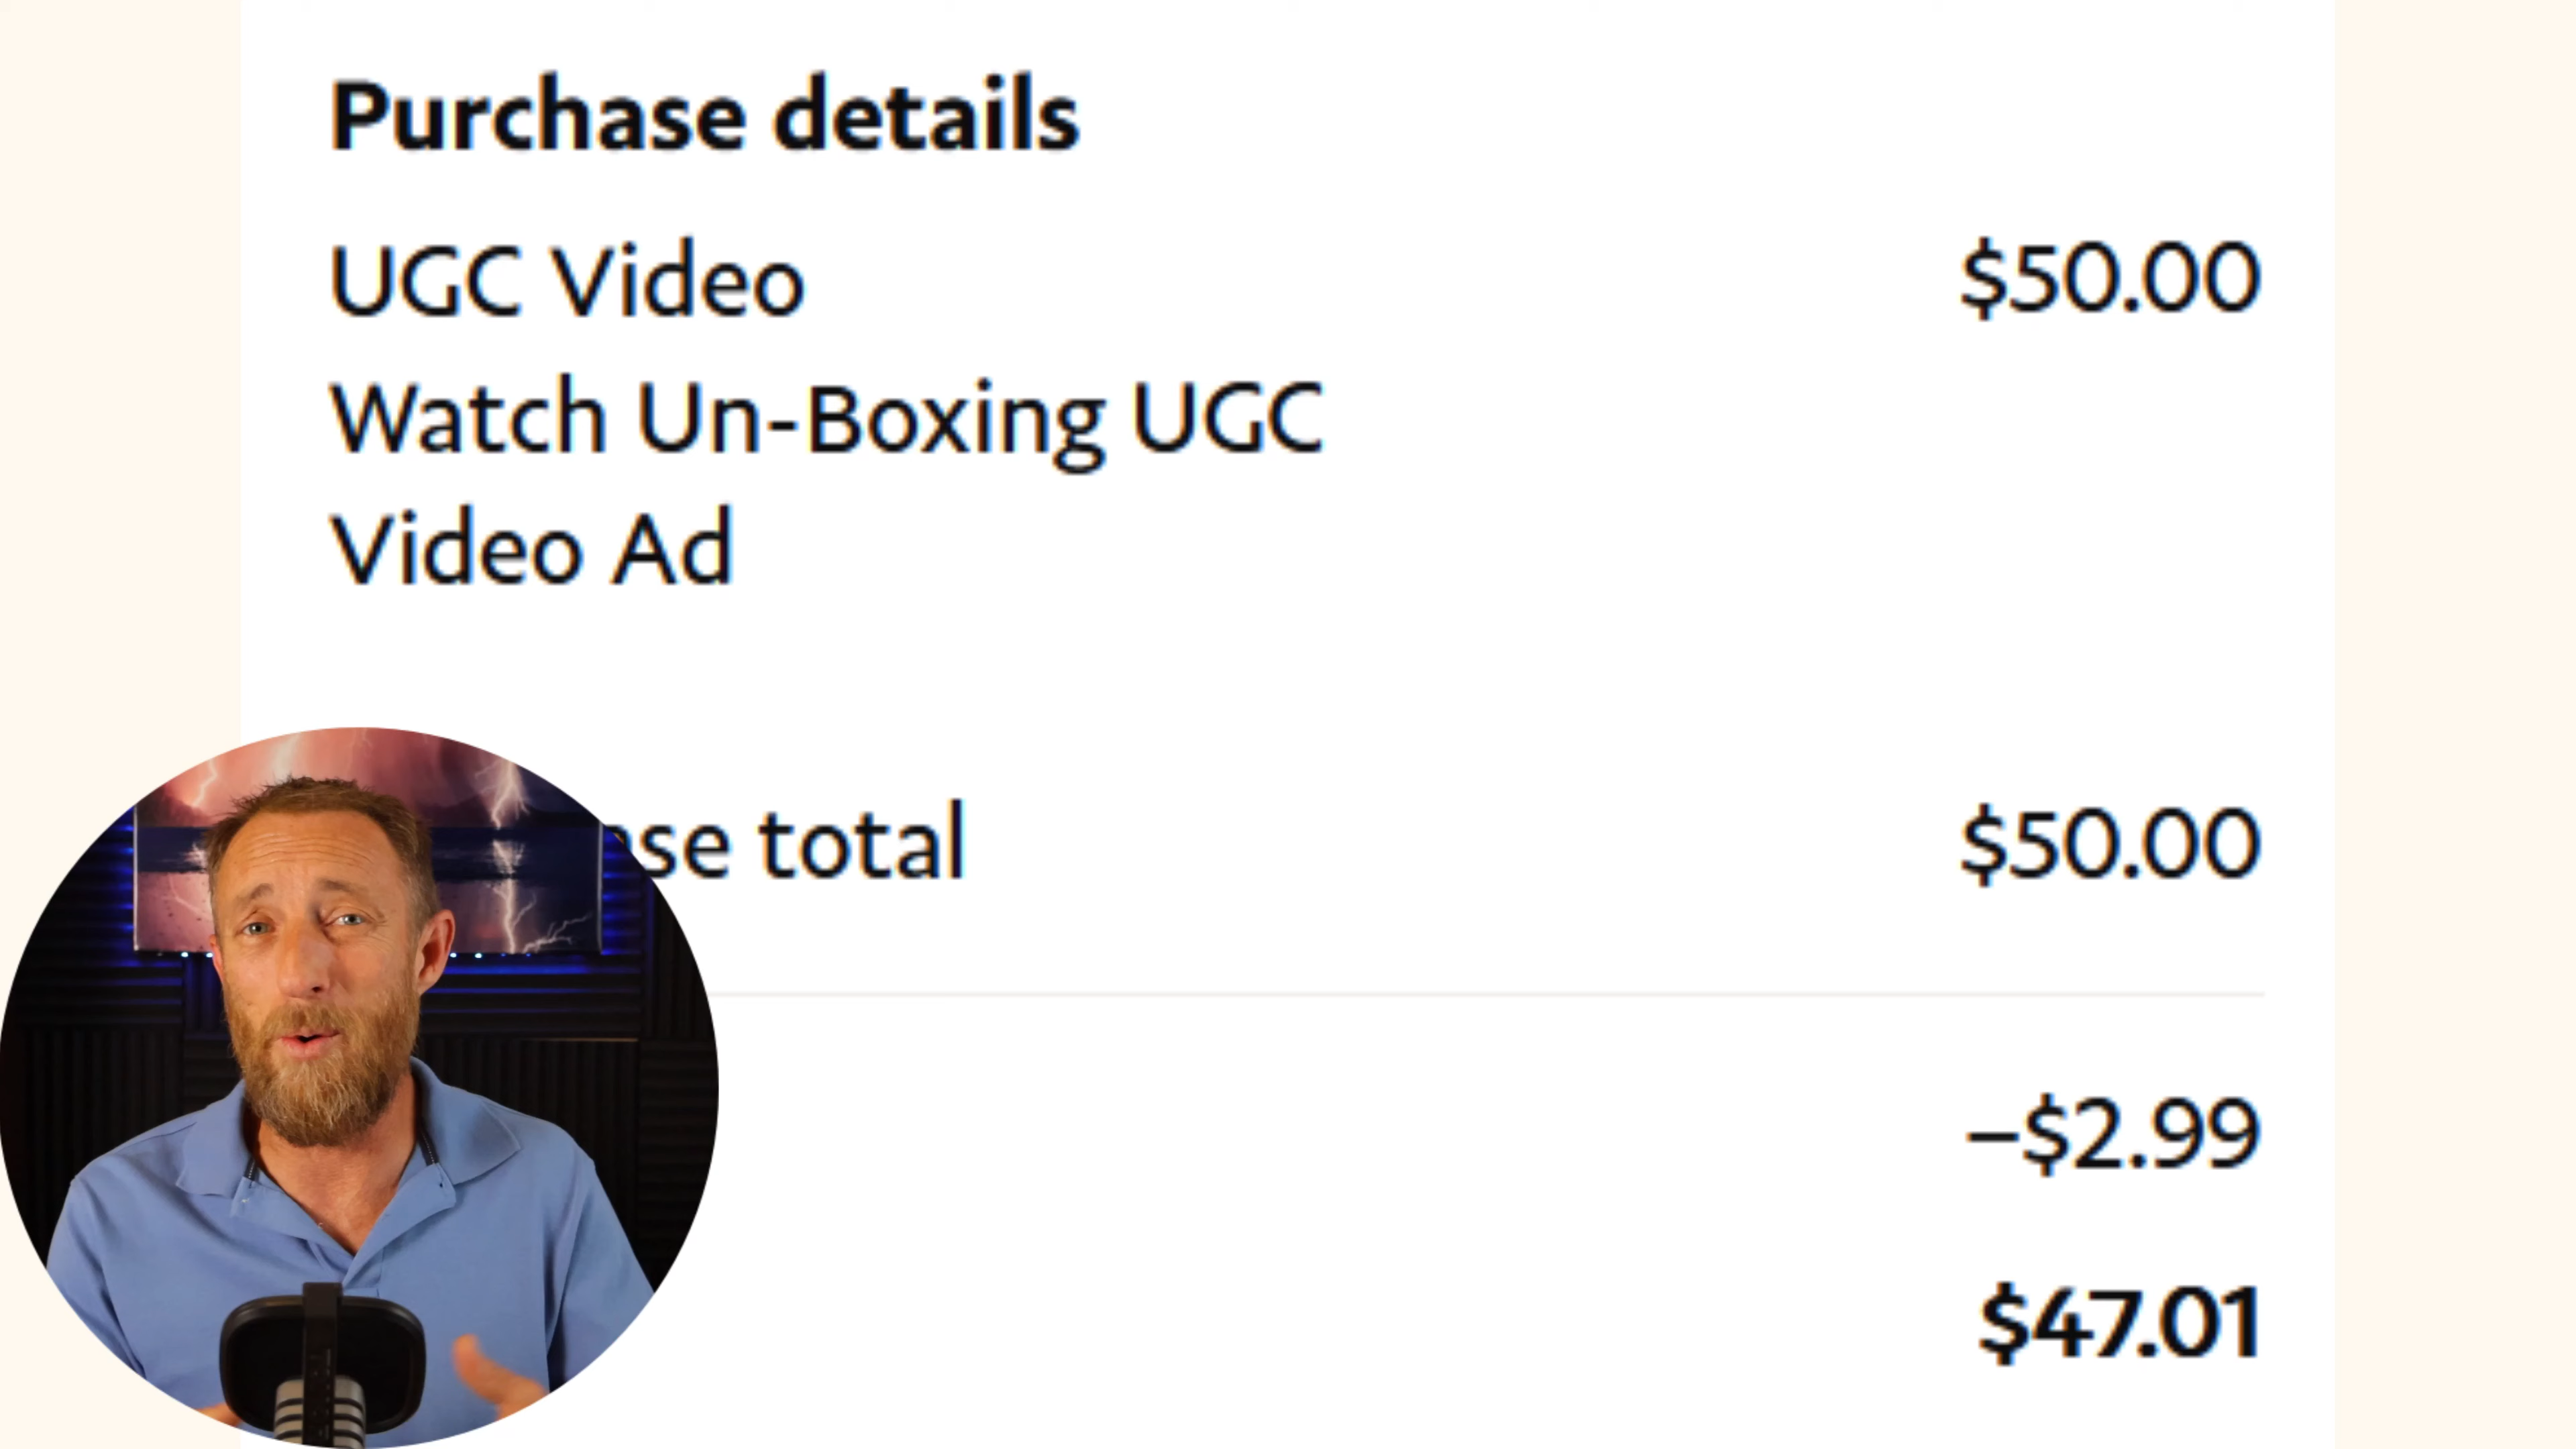 Purchase details
UGC Video $50.00
Watch Un-Boxing UGC
Video Ad
total $50.00
–$2.99
$47.01